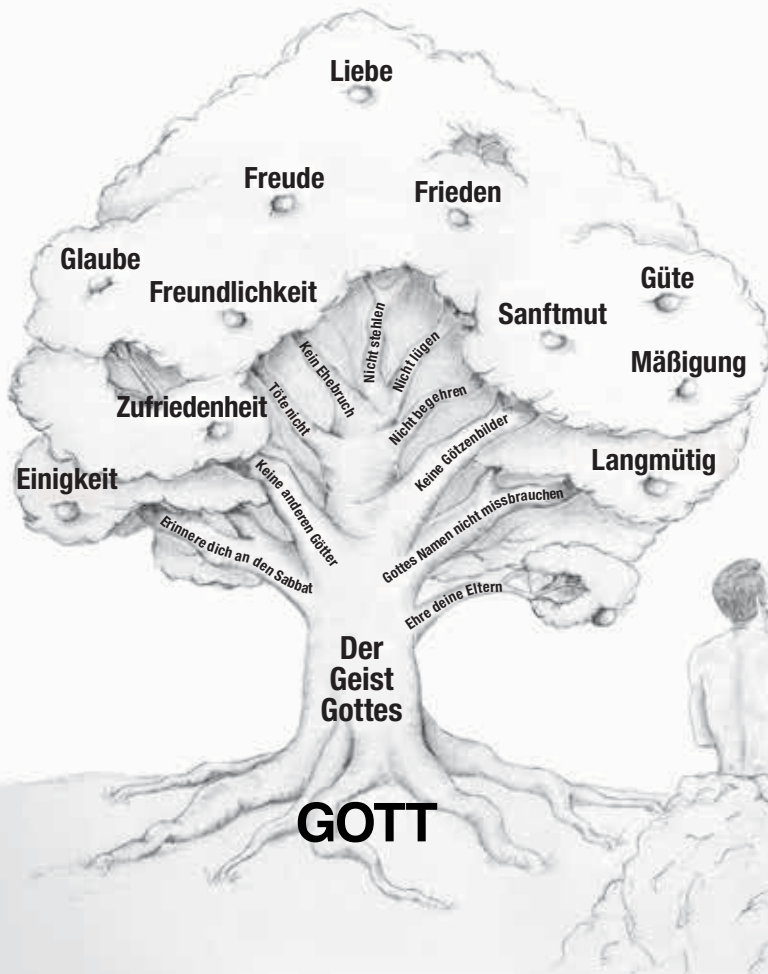 Liebe
Freude
Frieden
Glaube
Freundlichkeit
Güte
Sanftmut
Mäßigung
Zufriedenheit
Langmütig
Einigkeit
Töte nicht
Kein Ehebruch
Nicht stehlen
Nicht lügen
Nicht begehren
Keine Götzenbilder
Keine anderen Götter
Gottes Namen nicht missbrauchen
Erinnere dich an den Sabbat
Ehre deine Eltern
Der
Geist
Gottes
GOTT